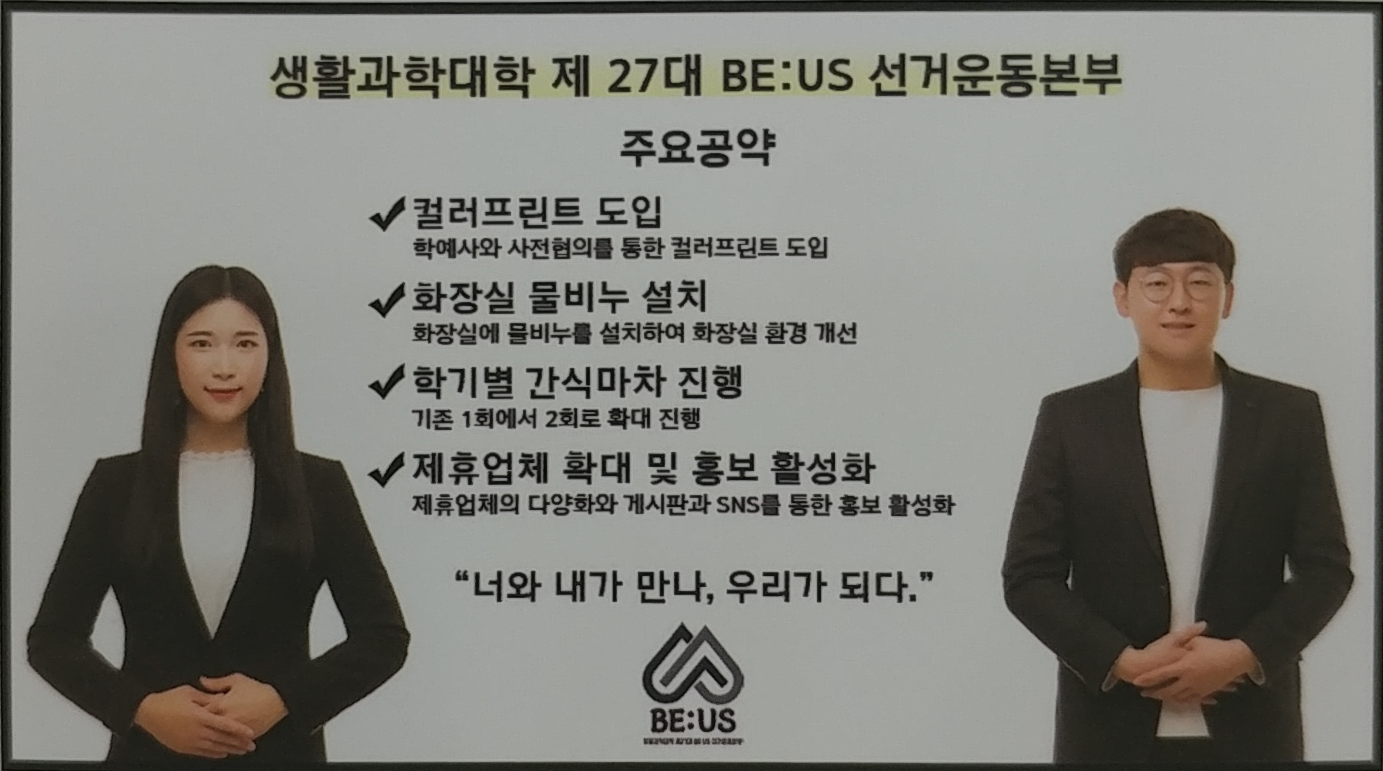 생활과학대학 제 27대 BE:US 선거운동본부
주요공약
컬러프린트 도입
학예사와 사전협의를 통한 컬러프린트 도입
화장실 물비누 설치
화장실에 물비누를 설치하여 화장실 환경 개선
학기별 간식마차 진행
기존 1회에서 2회로 확대 진행
제휴업체 확대 및 홍보 활성화
제휴업체의 다양화와 게시판과 SNS를 통한 홍보 활성화
“너와 내가 만나, 우리가 되다.”
BE:US